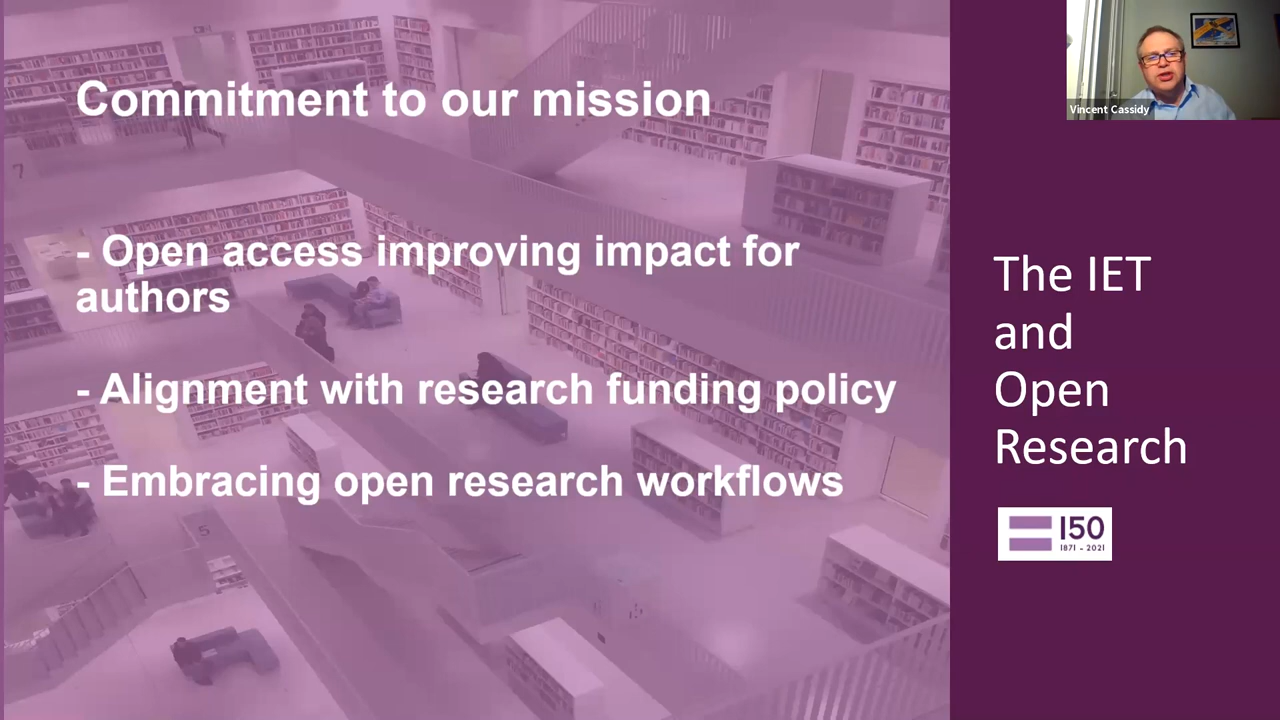 Commitment to our mission
- Open access improving impact for
authors
- Alignment with research funding policy
- Embracing open research workflows
Vincent Cassidy
The IET
and
Open
Research
150
1871 - 2021
5